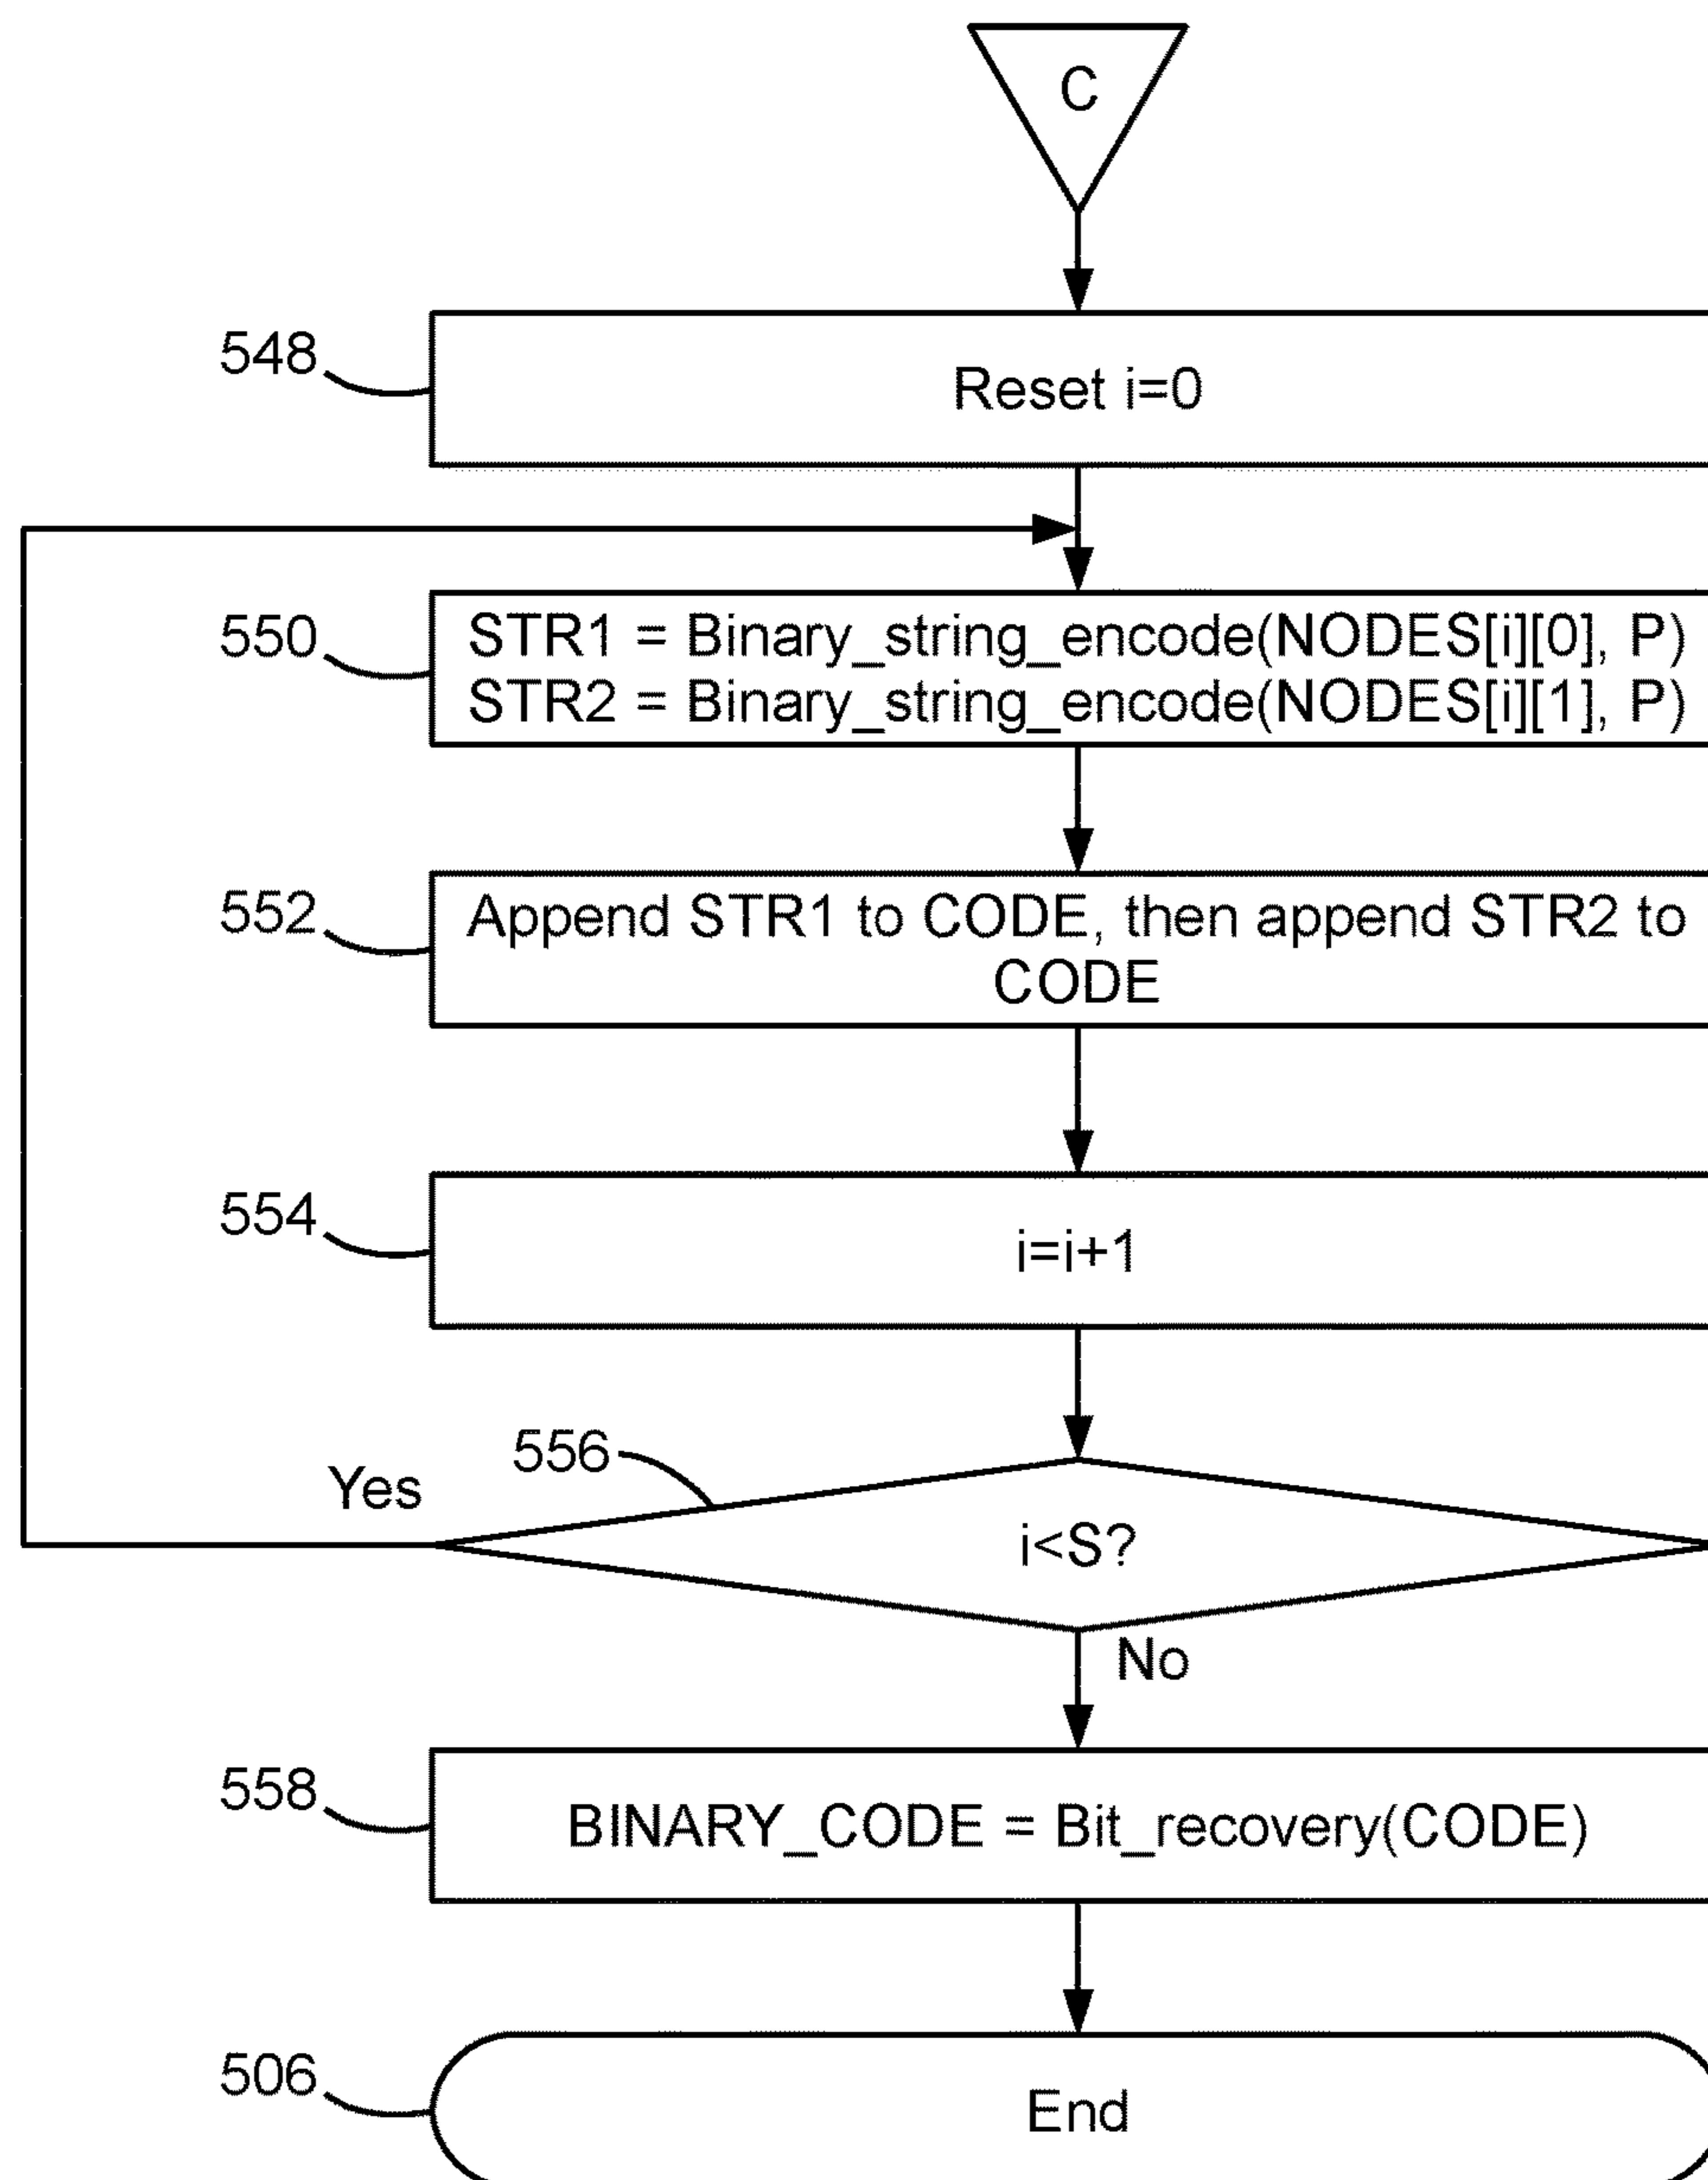 C
548
Reset i=0
550
STR1 = Binary_string_encode(NODES[i][0], P)
STR2 = Binary_string_encode(NODES[i][1], P)
552
Append STR1 to CODE, then append STR2 to
CODE
554
i=i+1
556
Yes
i<S?
No
558
BINARY_CODE = Bit_recovery(CODE)
506
End